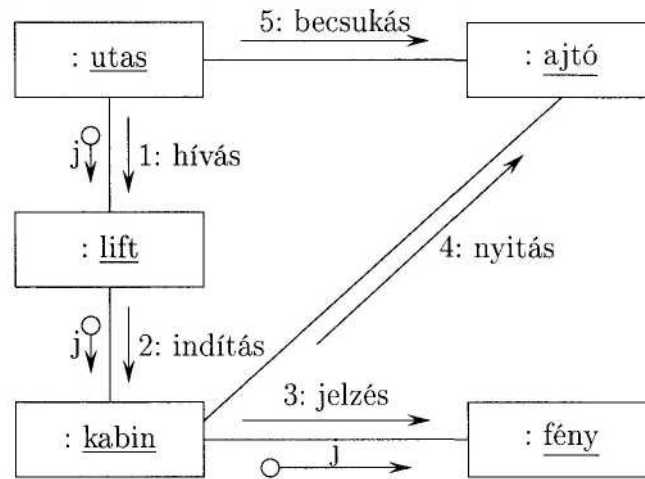 5: becsukás
: utas
: ajtó
j
1: hívás
: lift
4: nyitás
j
2: indítás
3: jelzés
: kabin
j
: fény